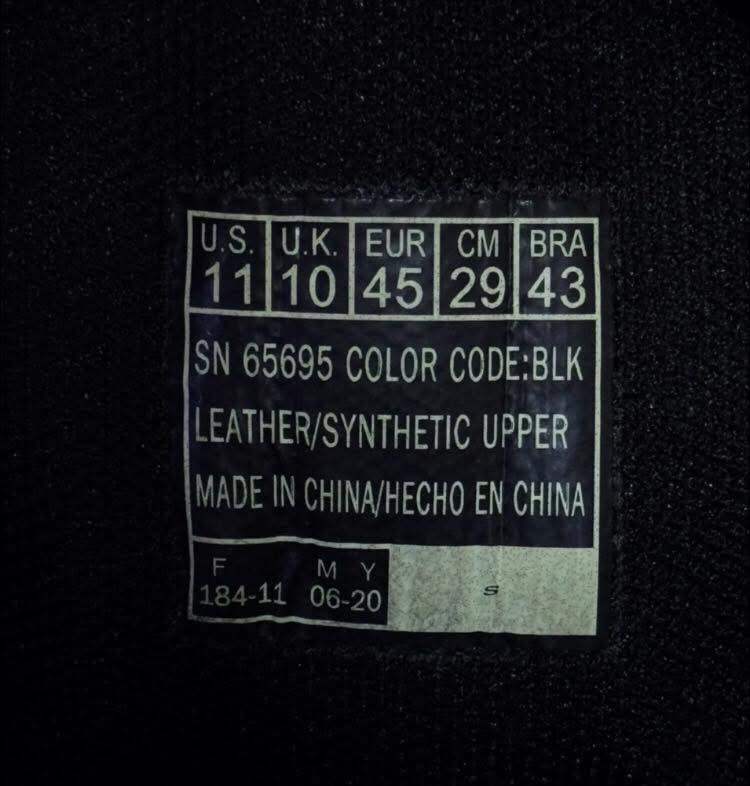 U.S. U.K. EUR CM BRA
11 10 45 29 43
SN 65695 COLOR CODE:BLK
LEATHER/SYNTHETIC UPPER
MADE IN CHINA/HECHO EN CHINA
F M Y
184-11 06-20
S